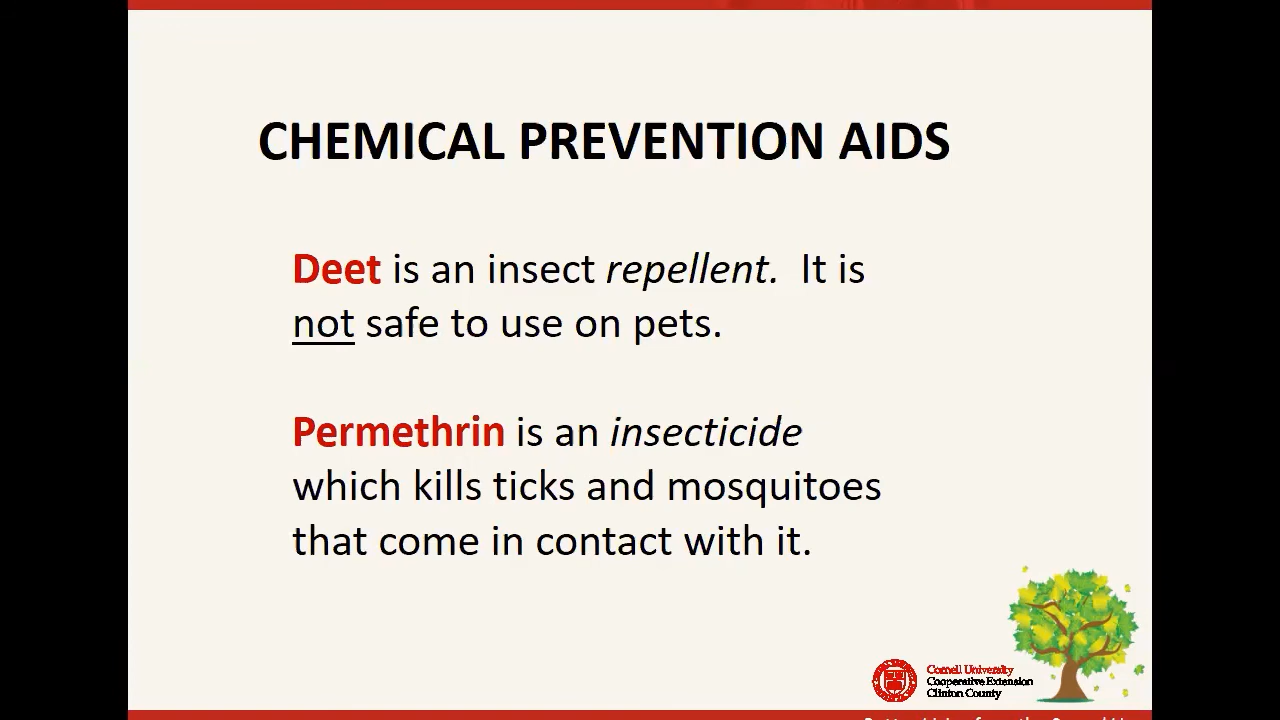 CHEMICAL PREVENTION AIDS
Deet is an insect repellent. It is
not safe to use on pets.
Permethrin is an insecticide
which kills ticks and mosquitoes
that come in contact with it.
Cornell University
Cooperative Extension
Clinton County